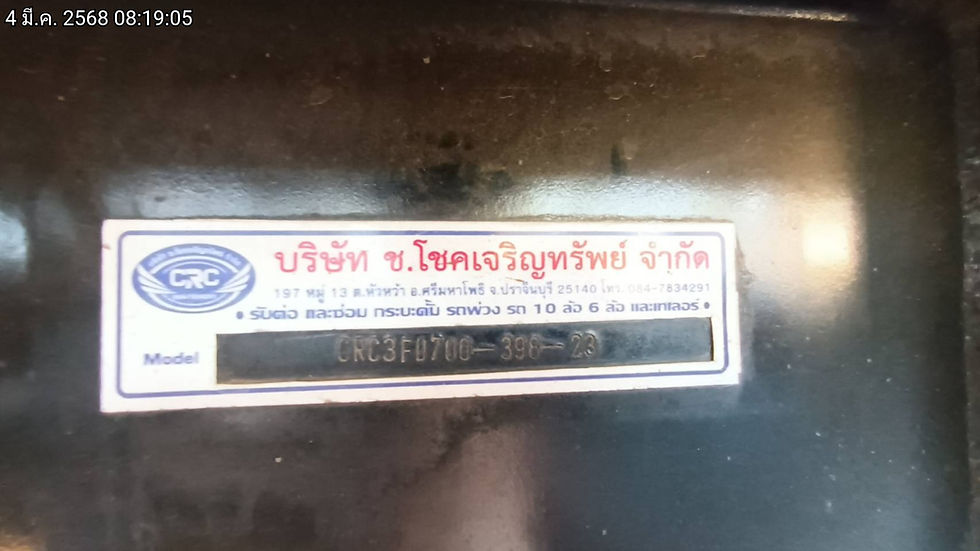 4 มี.ค. 2568 08:19:05
CRC
บริษัท ช.โชคเจริญทรัพย์ จำกัด
197 หมู่ 13 ต.หัวหว้า อ.ศรีมหาโพธิ จ.ปราจีนบุรี 25140 โทร. 084-7834291
• รับต่อ และซ่อม กระบะดั้ม รถพ่วง รถ 10 ล้อ 6 ล้อ และเทเลอร์ •
Model CRC3F0700-398-23